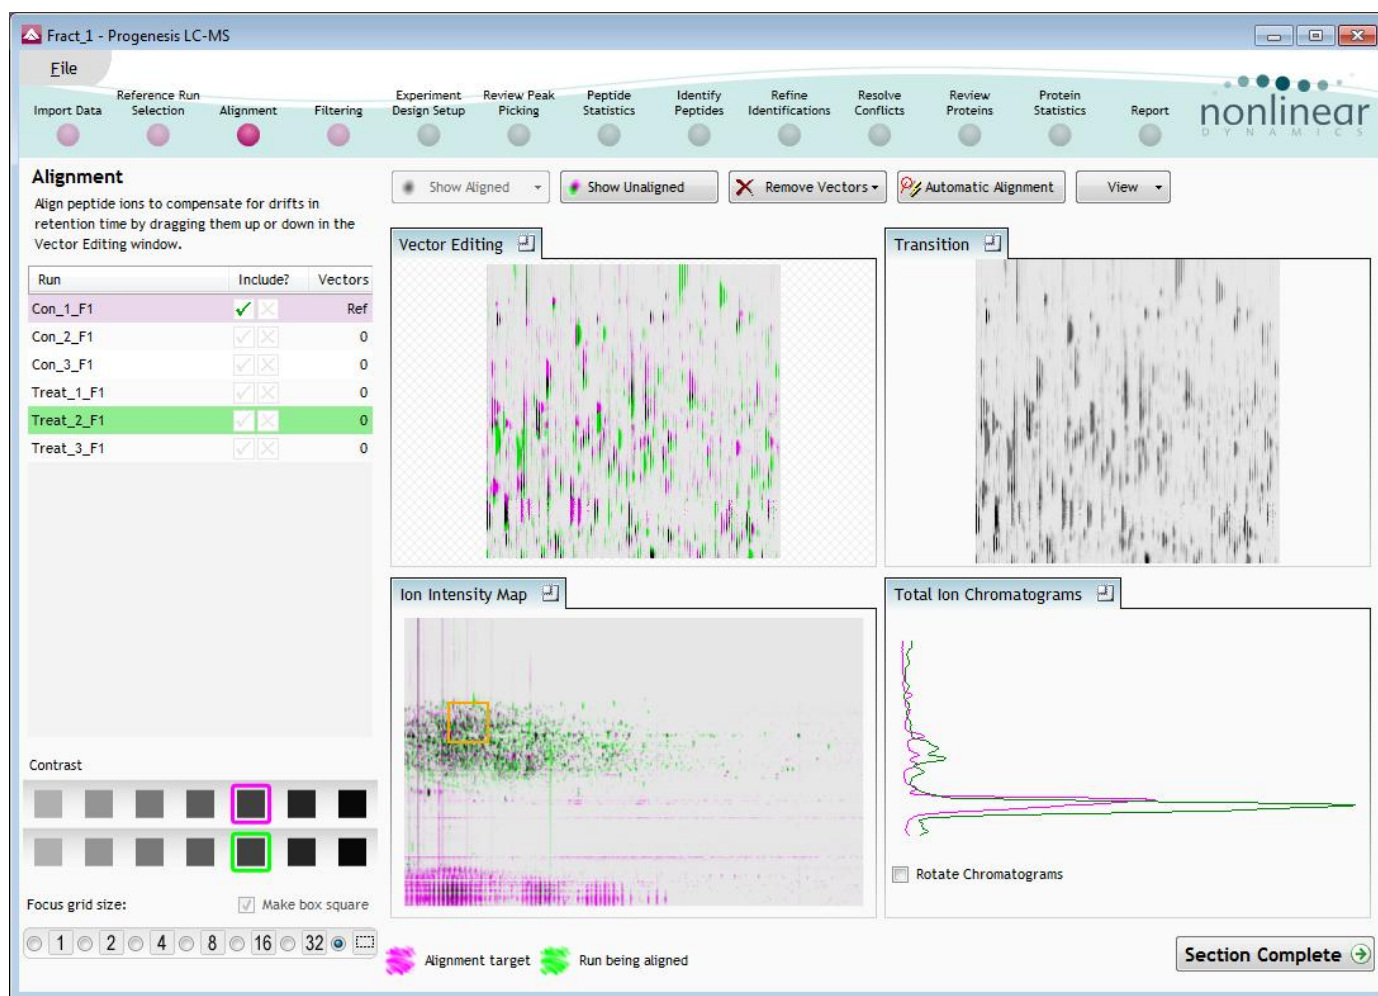 Fract_1 - Progenesis LC-MS
File
Import Data
Reference Run
Selection
Alignment
Filtering
Experiment
Design Setup
Review Peak
Picking
Peptide
Statistics
Identify
Peptides
Refine
Identifications
Resolve
Conflicts
Review
Proteins
Protein
Statistics
Report
nonlinear
DYNAMICS
Alignment
Align peptide ions to compensate for drifts in
retention time by dragging them up or down in the
Vector Editing window.
Show Aligned
Show Unaligned
Remove Vectors
Automatic Alignment
View
Run Include? Vectors
Con_1_F1 Ref
Con_2_F1 0
Con_3_F1 0
Treat_1_F1 0
Treat_2_F1 0
Treat_3_F1 0
Vector Editing
Transition
Ion Intensity Map
Total Ion Chromatograms
Rotate Chromatograms
Contrast
Focus grid size:
Make box square
1 2 4 8 16 32
Alignment target
Run being aligned
Section Complete